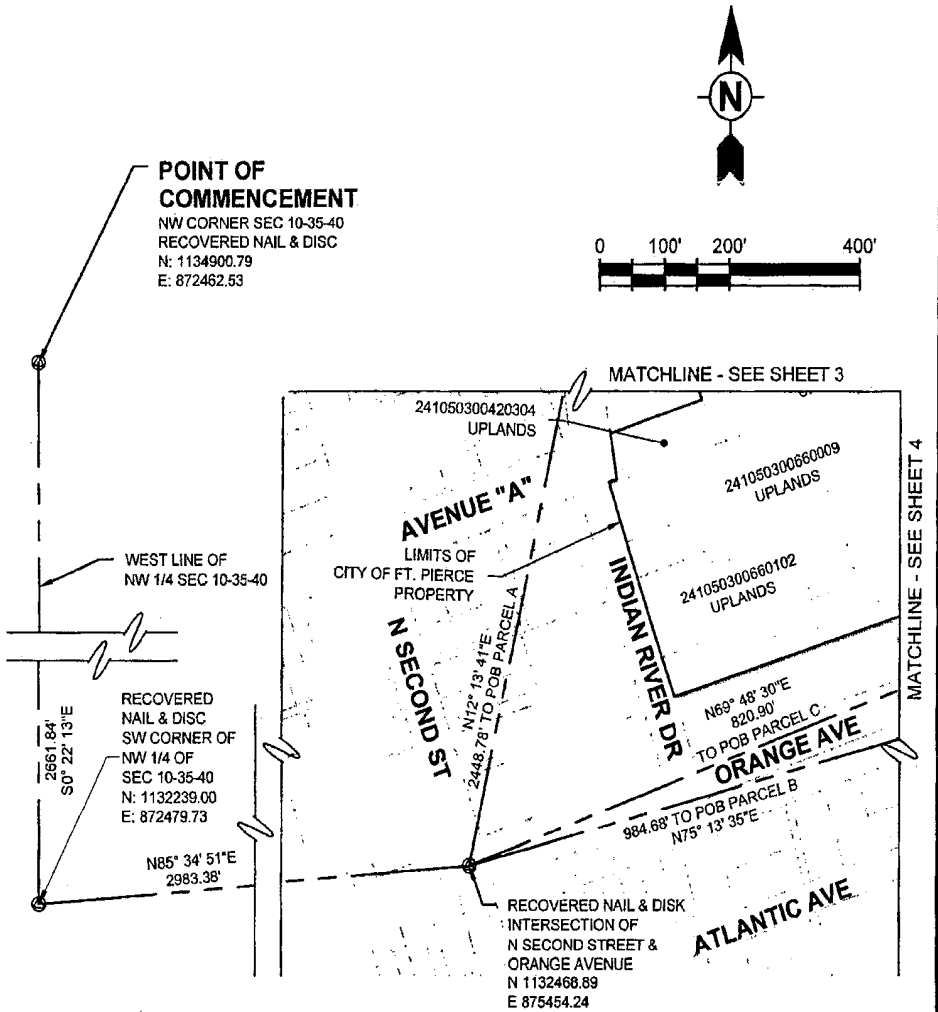 N
0 100' 200' 400'
POINT OF
COMMENCEMENT
NW CORNER SEC 10-35-40
RECOVERED NAIL & DISC
N: 1134900.79
E: 872462.53
MATCHLINE - SEE SHEET 3
241050300420304
UPLANDS
241050300660009
UPLANDS
AVENUE "A"
MATCHLINE - SEE SHEET 4
WEST LINE OF
NW 1/4 SEC 10-35-40
LIMITS OF
CITY OF FT. PIERCE
PROPERTY
241050300660102
UPLANDS
INDIAN RIVER DR
N SECOND ST
N12° 13' 41"E
2448.78' TO POB PARCEL A
2661.84'
S0° 22' 13"E
RECOVERED
NAIL & DISC
SW CORNER OF
NW 1/4 OF
SEC 10-35-40
N: 1132239.00
E: 872479.73
N69° 48' 30"E
820.90'
TO POB PARCEL C
ORANGE AVE
984.68' TO POB PARCEL B
N75° 13' 35"E
N85° 34' 51"E
2983.38'
RECOVERED NAIL & DISK
INTERSECTION OF
N SECOND STREET &
ORANGE AVENUE
N 1132468.89
E 875454.24
ATLANTIC AVE